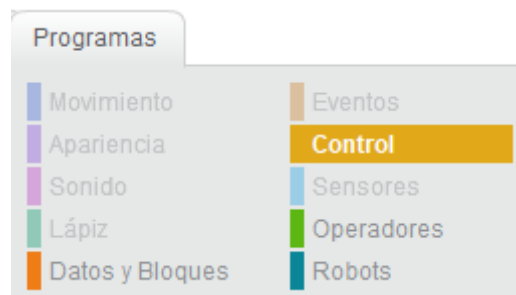 Programas
Movimiento
Eventos
Apariencia
Control
Sonido
Sensores
Lápiz
Operadores
Datos y Bloques
Robots